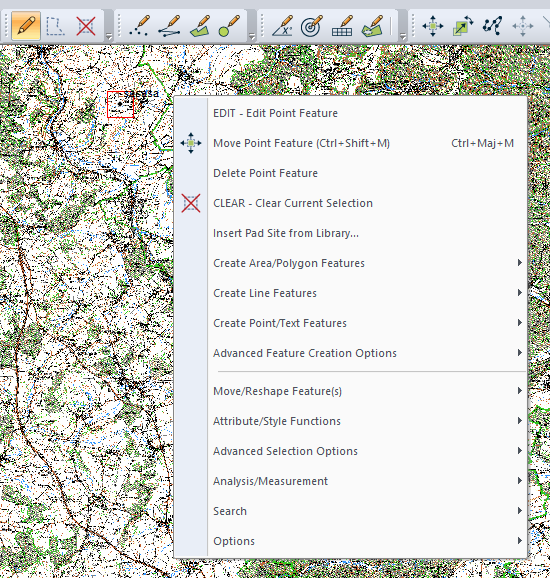 EDIT - Edit Point Feature
Move Point Feature (Ctrl+Shift+M) Ctrl+Maj+M
Delete Point Feature
CLEAR - Clear Current Selection
Insert Pad Site from Library...
Create Area/Polygon Features
Create Line Features
Create Point/Text Features
Advanced Feature Creation Options
Move/Reshape Feature(s)
Attribute/Style Functions
Advanced Selection Options
Analysis/Measurement
Search
Options